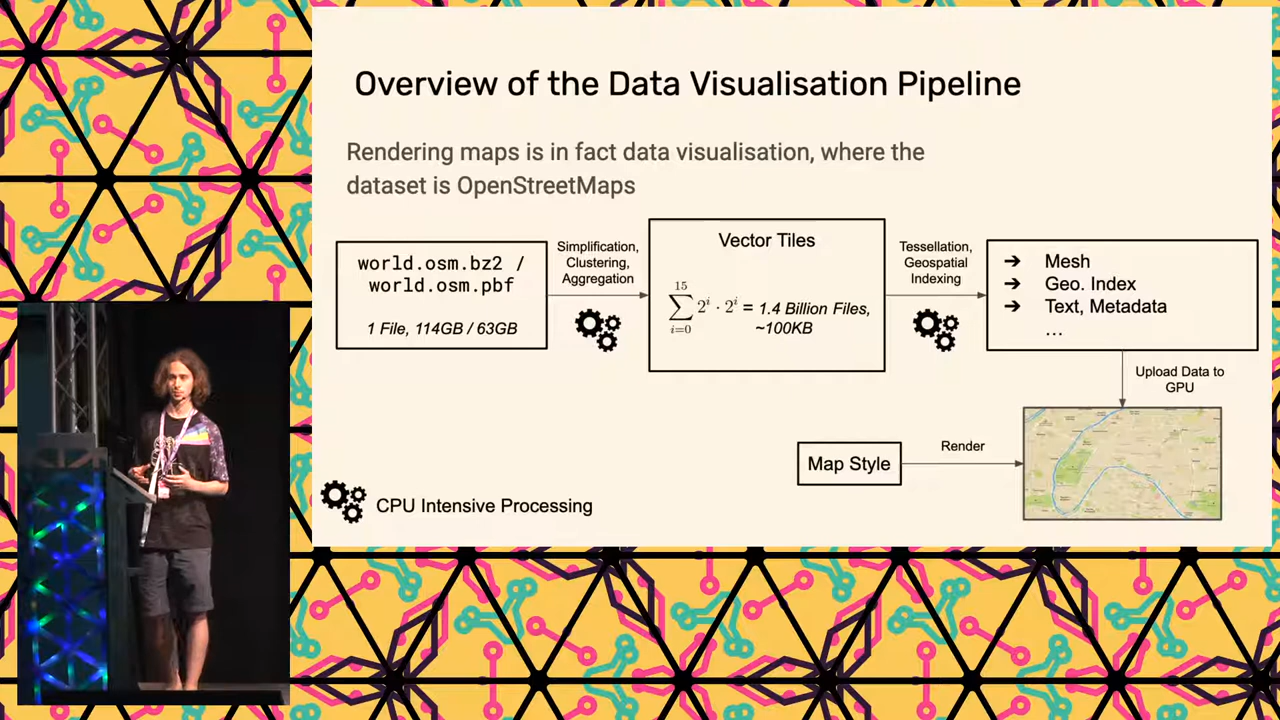 Overview of the Data Visualisation Pipeline
Rendering maps is in fact data visualisation, where the
dataset is OpenStreetMaps
world.osm.bz2 /
world.osm.pbf
1 File, 114GB / 63GB
Simplification,
Clustering,
Aggregation
Vector Tiles
15
∑ 2^i · 2^i = 1.4 Billion Files,
i=0
~100KB
Tessellation,
Geospatial
Indexing
➔ Mesh
➔ Geo. Index
➔ Text, Metadata
...
Upload Data to
GPU
Map Style
Render
CPU Intensive Processing